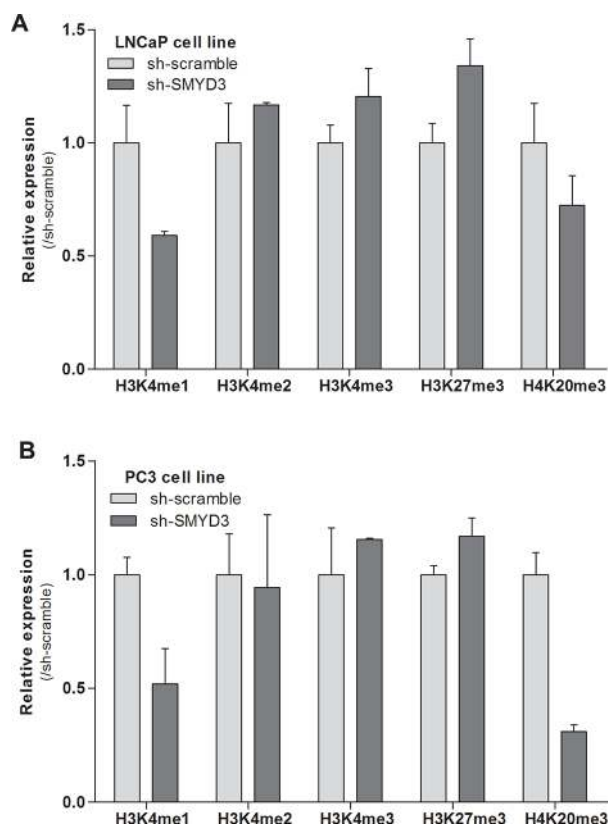 A
LNCaP cell line
sh-scramble
sh-SMYD3
Relative expression
(/sh-scramble)
1.5
1.0
0.5
0.0
H3K4me1 H3K4me2 H3K4me3 H3K27me3 H4K20me3
B
PC3 cell line
sh-scramble
sh-SMYD3
Relative expression
(/sh-scramble)
1.5
1.0
0.5
0.0
H3K4me1 H3K4me2 H3K4me3 H3K27me3 H4K20me3